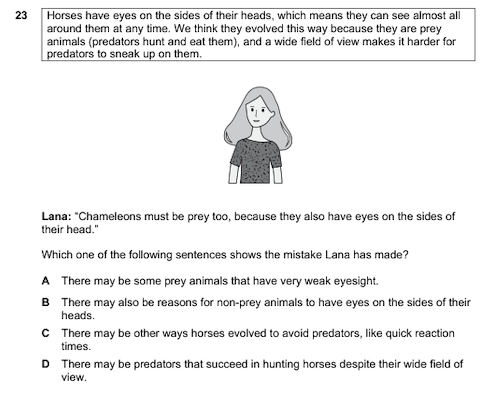 23 Horses have eyes on the sides of their heads, which means they can see almost all
around them at any time. We think they evolved this way because they are prey
animals (predators hunt and eat them), and a wide field of view makes it harder for
predators to sneak up on them.
Lana: "Chameleons must be prey too, because they also have eyes on the sides of
their head."
Which one of the following sentences shows the mistake Lana has made?
A There may be some prey animals that have very weak eyesight.
B There may also be reasons for non-prey animals to have eyes on the sides of their
heads.
C There may be other ways horses evolved to avoid predators, like quick reaction
times.
D There may be predators that succeed in hunting horses despite their wide field of
view.